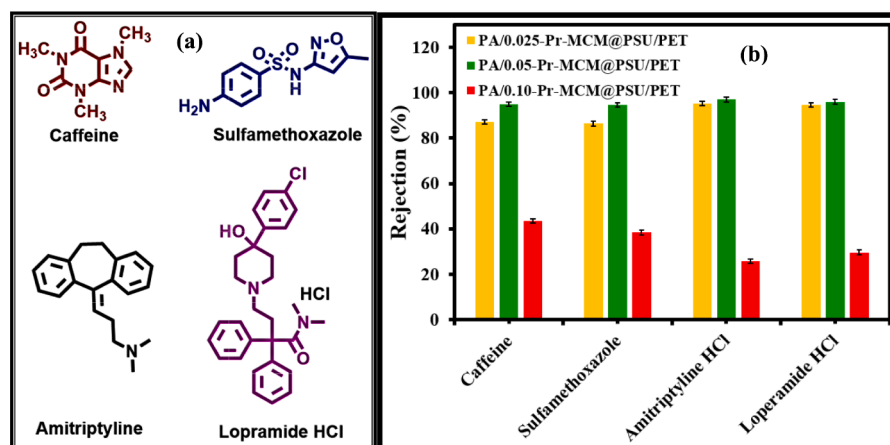 (a)
CH₃
O
H₃C
N
N
O
N
N
CH₃
Caffeine
O
O
N-O
S
N
H
H₂N
Sulfamethoxazole
Cl
HO
N
HCl
N
O
N
Amitriptyline
Lopramide HCl
(b)
PA/0.025-Pr-MCM@PSU/PET
PA/0.05-Pr-MCM@PSU/PET
PA/0.10-Pr-MCM@PSU/PET
Rejection (%)
120
100
80
60
40
20
0
Caffeine
Sulfamethoxazole
Amitriptyline HCl
Loperamide HCl